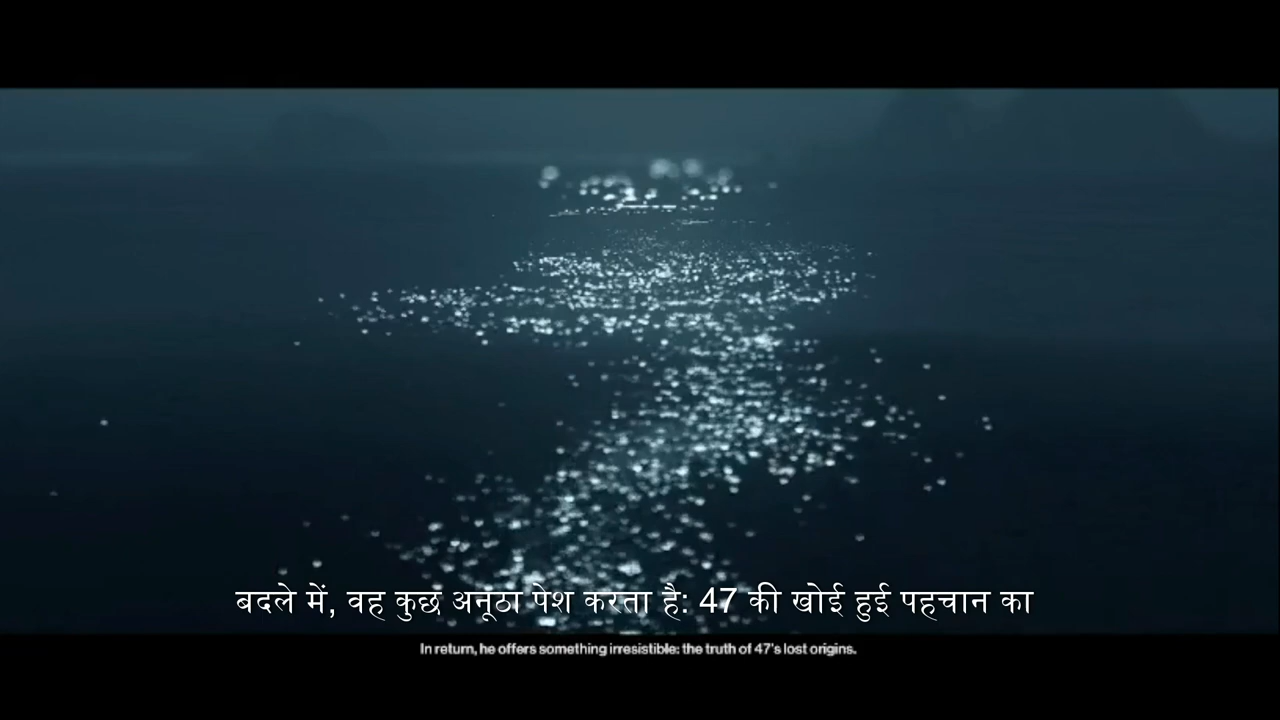 बदले में, वह कुछ अनूठा पेश करता है: 47 की खोई हुई पहचान का
In return, he offers something irresistible: the truth of 47's lost origins.